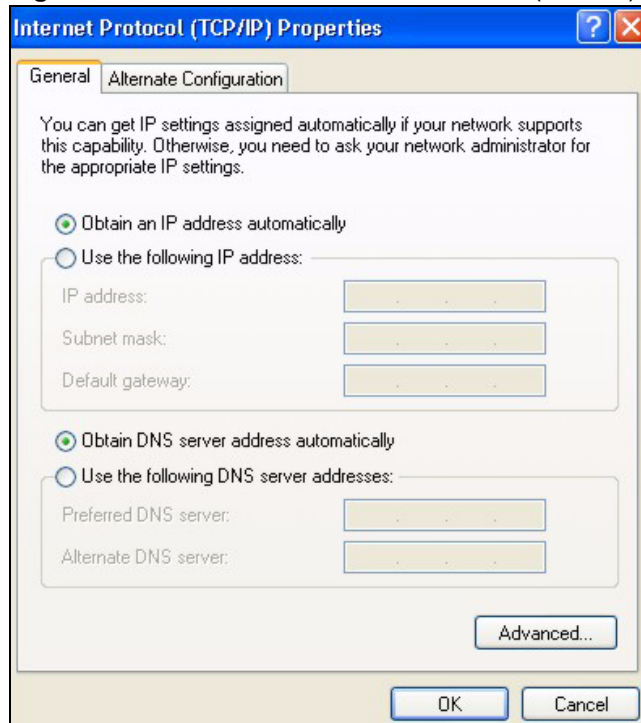 Internet Protocol (TCP/IP) Properties
General
Alternate Configuration
You can get IP settings assigned automatically if your network supports
this capability. Otherwise, you need to ask your network administrator for
the appropriate IP settings.
Obtain an IP address automatically
Use the following IP address:
IP address:
Subnet mask:
Default gateway:
Obtain DNS server address automatically
Use the following DNS server addresses:
Preferred DNS server:
Alternate DNS server:
Advanced...
OK
Cancel